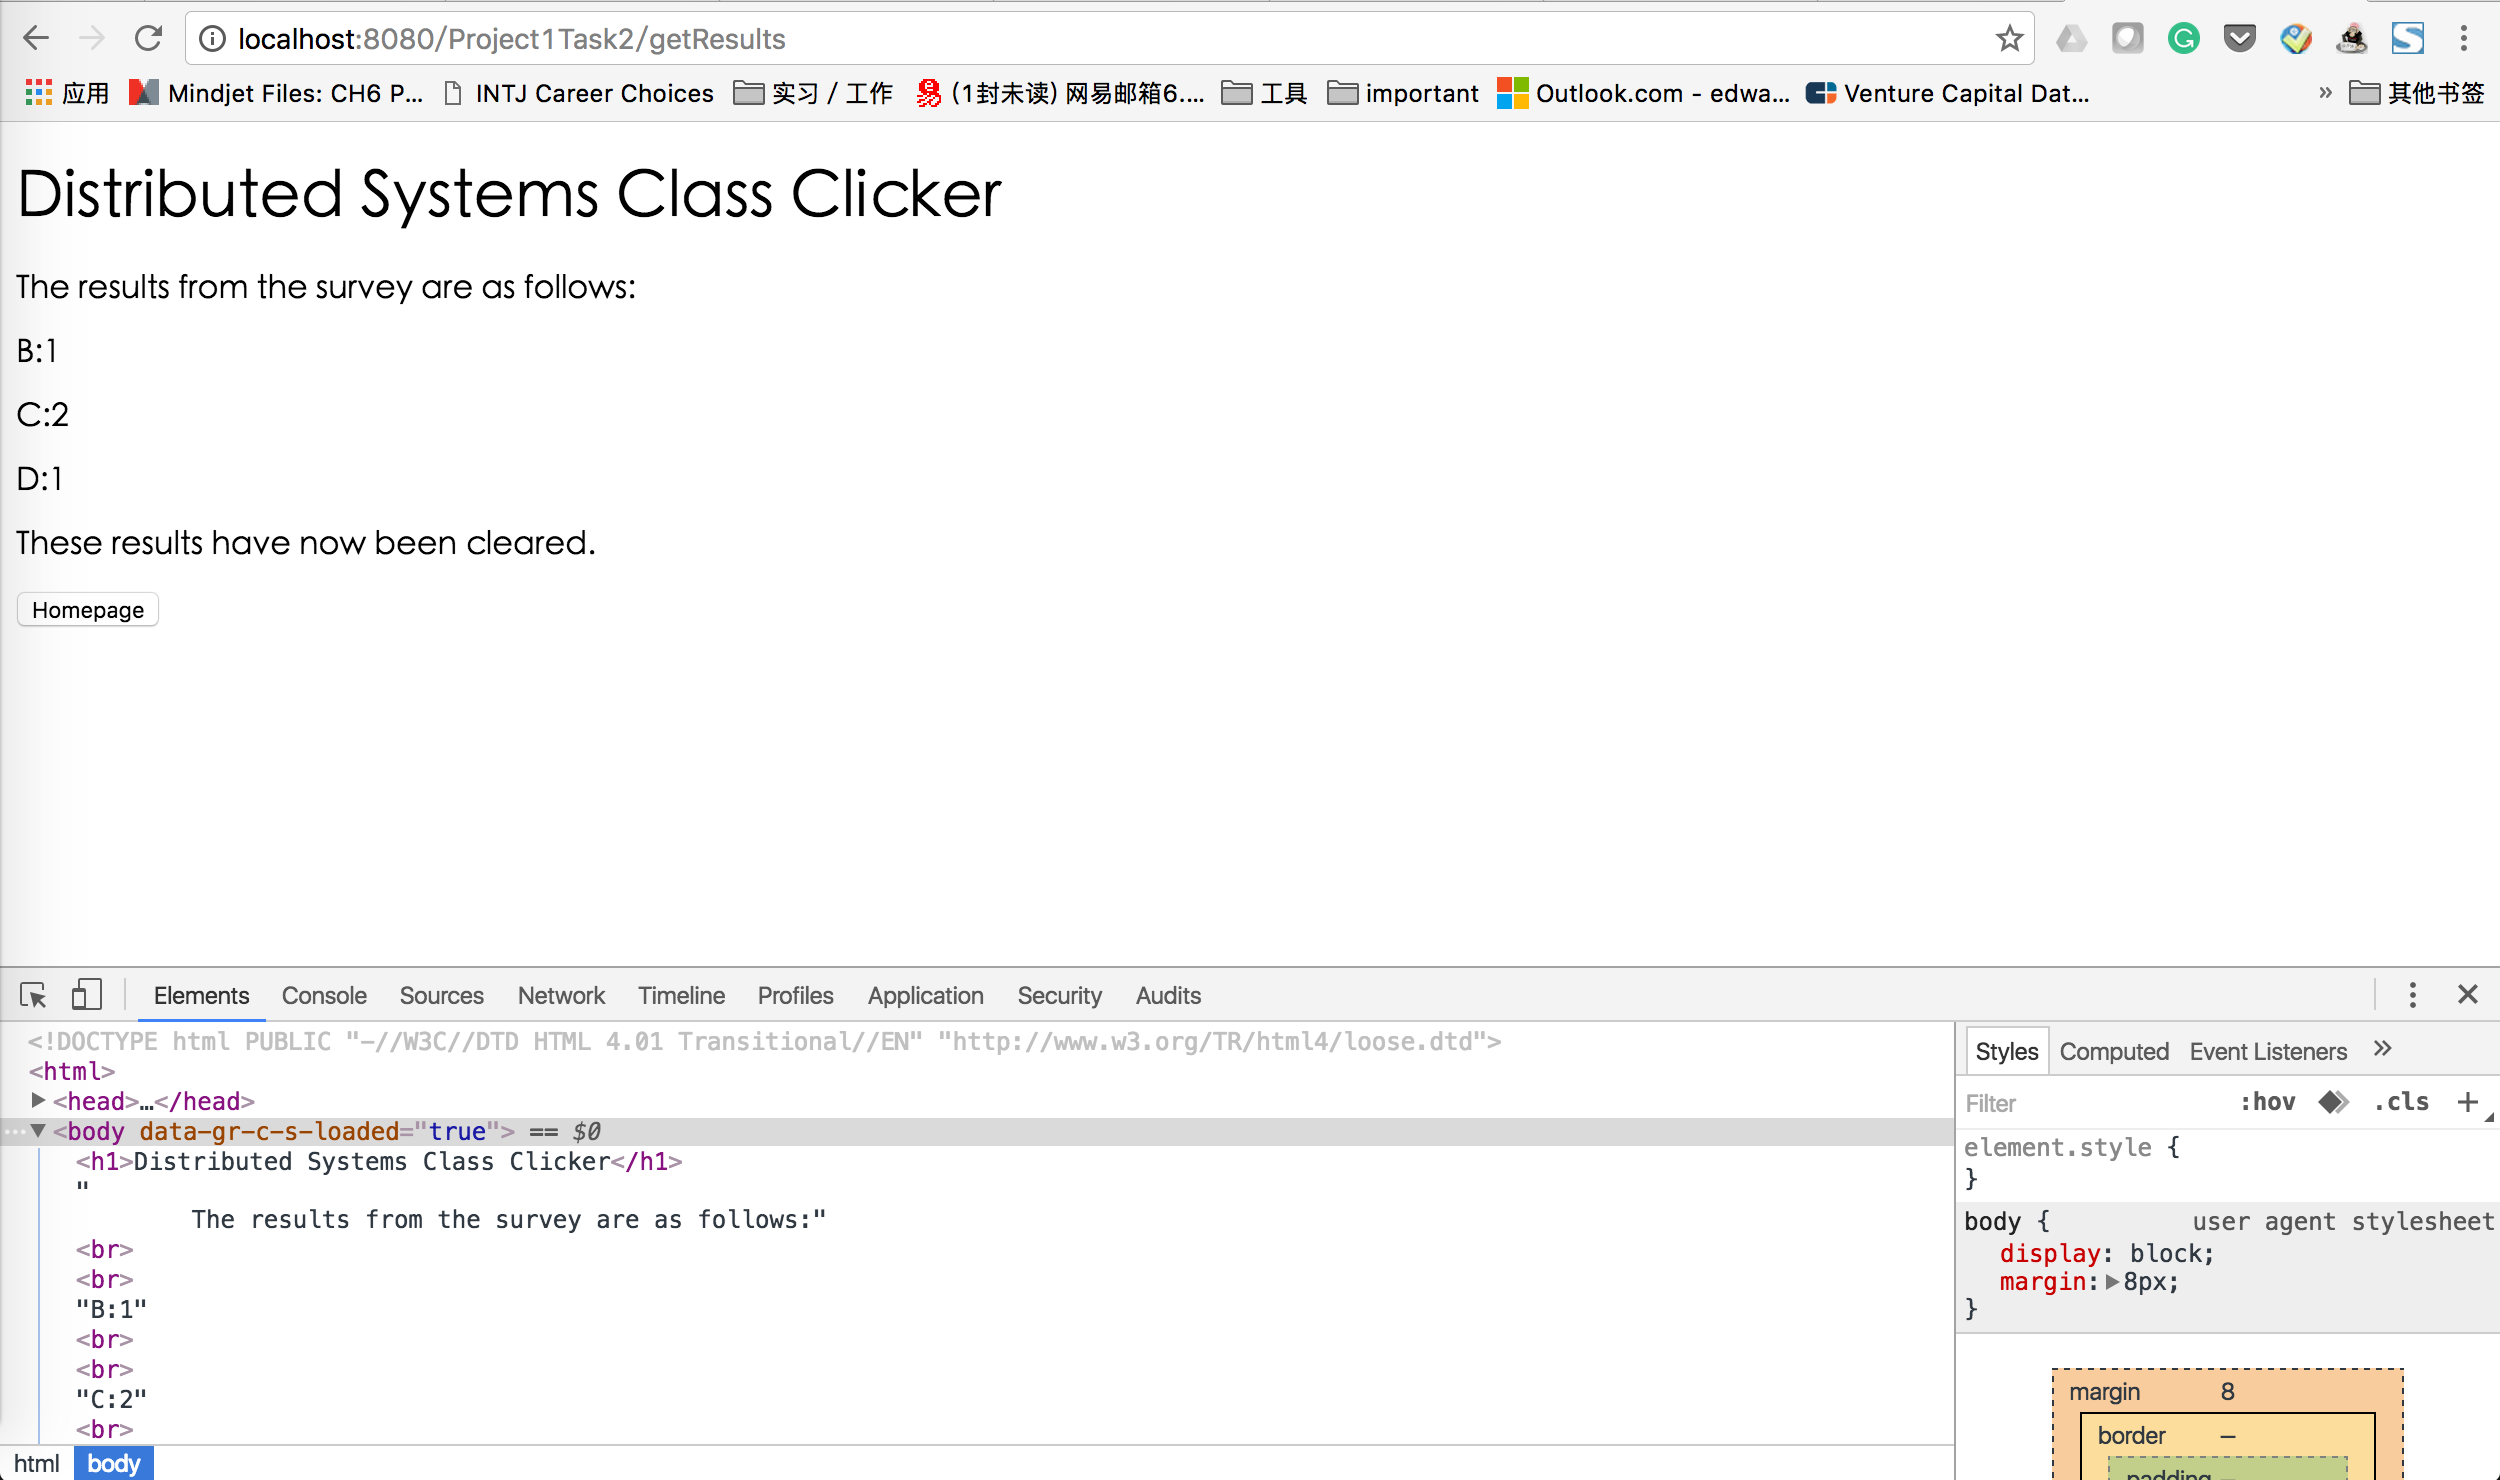 localhost:8080/Project1Task2/getResults
应用 Mindjet Files: CH6 P... INTJ Career Choices 实习 / 工作 (1封未读) 网易邮箱6.... 工具 important Outlook.com - edwa... Venture Capital Dat... » 其他书签
Distributed Systems Class Clicker
The results from the survey are as follows:
B:1
C:2
D:1
These results have now been cleared.
Homepage
Elements Console Sources Network Timeline Profiles Application Security Audits
<!DOCTYPE html PUBLIC "-//W3C//DTD HTML 4.01 Transitional//EN" "http://www.w3.org/TR/html4/loose.dtd">
<html>
<head>…</head>
<body data-gr-c-s-loaded="true"> == $0
<h1>Distributed Systems Class Clicker</h1>
"
The results from the survey are as follows:"
<br>
<br>
"B:1"
<br>
<br>
"C:2"
<br>
html body
Styles Computed Event Listeners »
Filter :hov .cls +
element.style {
}
body { user agent stylesheet
display: block;
margin: 8px;
}
margin 8
border –
padding –